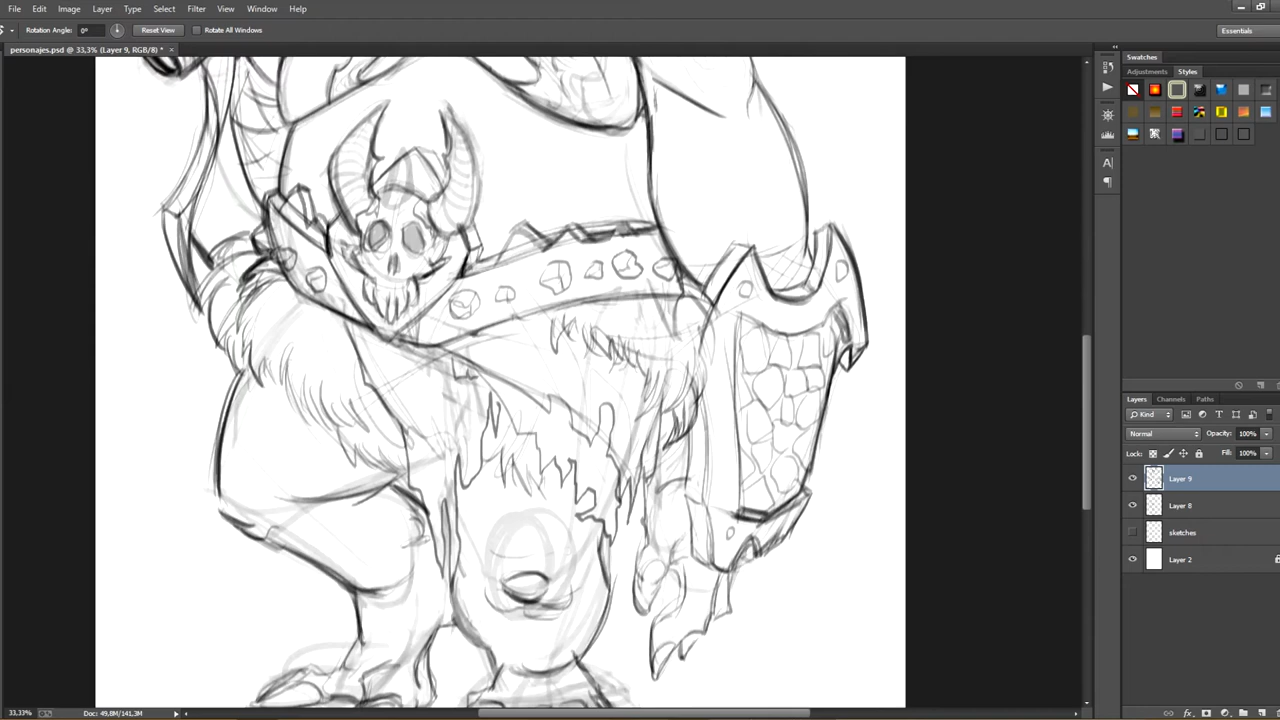 File Edit Image Layer Type Select Filter View Window Help
Rotation Angle: 0° Reset View Rotate All Windows Essentials
personajes.psd @ 33,3% (Layer 9, RGB/8) * ×
Swatches
Adjustments Styles
A|
¶
Layers Channels Paths
Kind T
Normal Opacity: 100%
Lock: Fill: 100%
Layer 9
Layer 8
sketches
Layer 2
33,33% Doc: 49,8M/141,3M
fx